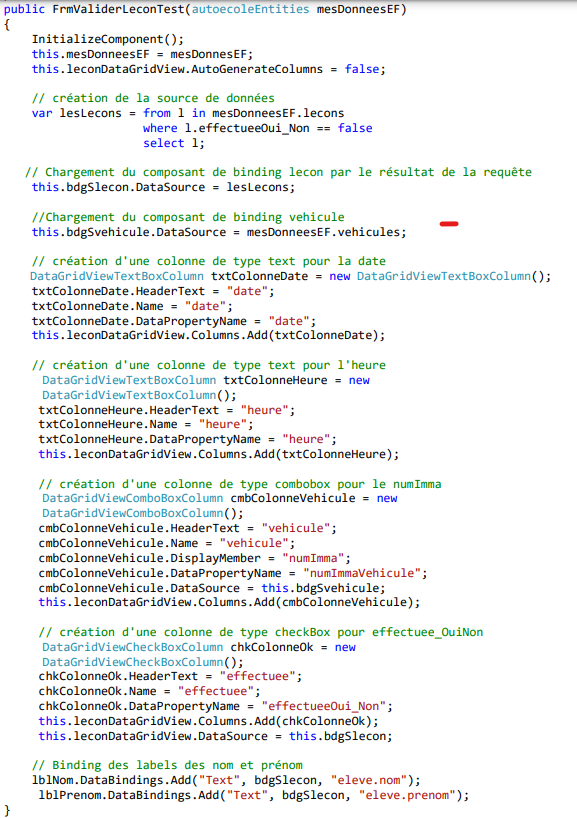 public FrmValiderLeconTest(autoecoleEntities mesDonneesEF)
{
InitializeComponent();
this.mesDonneesEF = mesDonnesEF;
this.leconDataGridView.AutoGenerateColumns = false;
// création de la source de données
var lesLecons = from l in mesDonneesEF.lecons
where l.effectueeOui_Non == false
select l;
// Chargement du composant de binding lecon par le résultat de la requête
this.bdgSlecon.DataSource = lesLecons;
//Chargement du composant de binding vehicule
this.bdgSvehicule.DataSource = mesDonneesEF.vehicules;
// création d'une colonne de type text pour la date
DataGridViewTextBoxColumn txtColonneDate = new DataGridViewTextBoxColumn();
txtColonneDate.HeaderText = "date";
txtColonneDate.Name = "date";
txtColonneDate.DataPropertyName = "date";
this.leconDataGridView.Columns.Add(txtColonneDate);
// création d'une colonne de type text pour l'heure
DataGridViewTextBoxColumn txtColonneHeure = new
DataGridViewTextBoxColumn();
txtColonneHeure.HeaderText = "heure";
txtColonneHeure.Name = "heure";
txtColonneHeure.DataPropertyName = "heure";
this.leconDataGridView.Columns.Add(txtColonneHeure);
// création d'une colonne de type combobox pour le numImma
DataGridViewComboBoxColumn cmbColonneVehicule = new
DataGridViewComboBoxColumn();
cmbColonneVehicule.HeaderText = "vehicule";
cmbColonneVehicule.Name = "vehicule";
cmbColonneVehicule.DisplayMember = "numImma";
cmbColonneVehicule.DataPropertyName = "numImmaVehicule";
cmbColonneVehicule.DataSource = this.bdgSvehicule;
this.leconDataGridView.Columns.Add(cmbColonneVehicule);
// création d'une colonne de type checkBox pour effectuee_OuiNon
DataGridViewCheckBoxColumn chkColonneOk = new
DataGridViewCheckBoxColumn();
chkColonneOk.HeaderText = "effectuee";
chkColonneOk.Name = "effectuee";
chkColonneOk.DataPropertyName = "effectueeOui_Non";
this.leconDataGridView.Columns.Add(chkColonneOk);
this.leconDataGridView.DataSource = this.bdgSlecon;
// Binding des labels des nom et prénom
lblNom.DataBindings.Add("Text", bdgSlecon, "eleve.nom");
lblPrenom.DataBindings.Add("Text", bdgSlecon, "eleve.prenom");
}